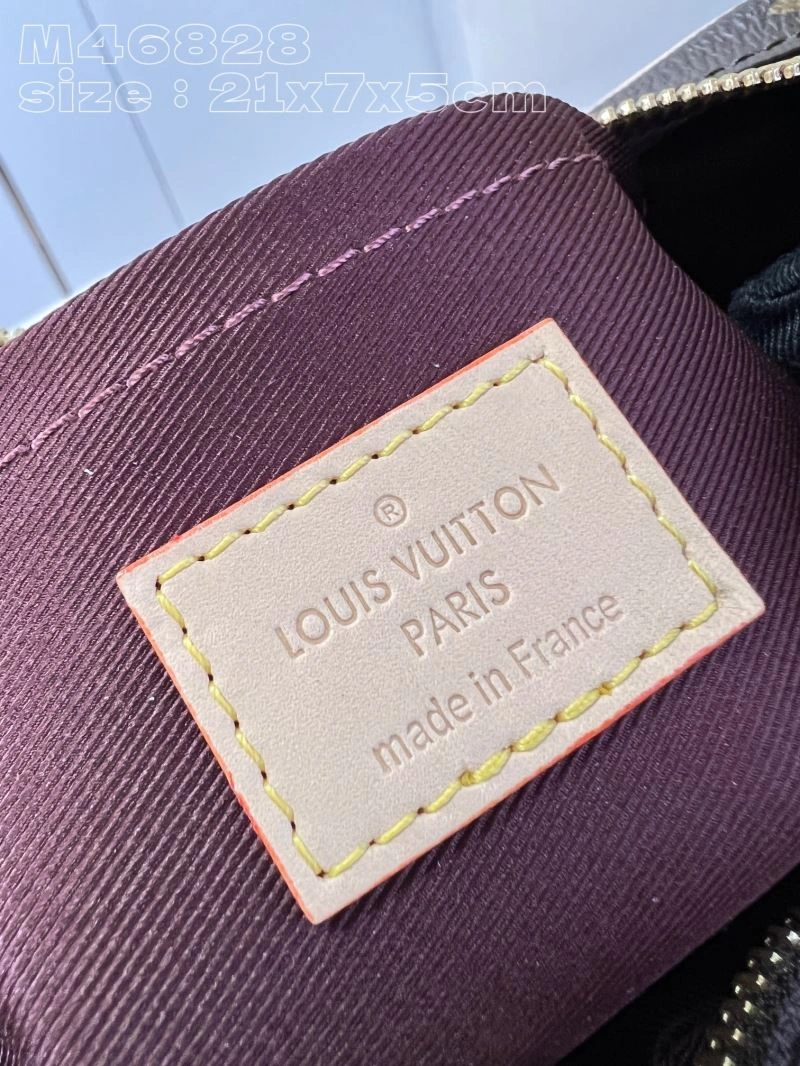 M46828
size : 21x7x5cm
®
LOUIS VUITTON
PARIS
made in France